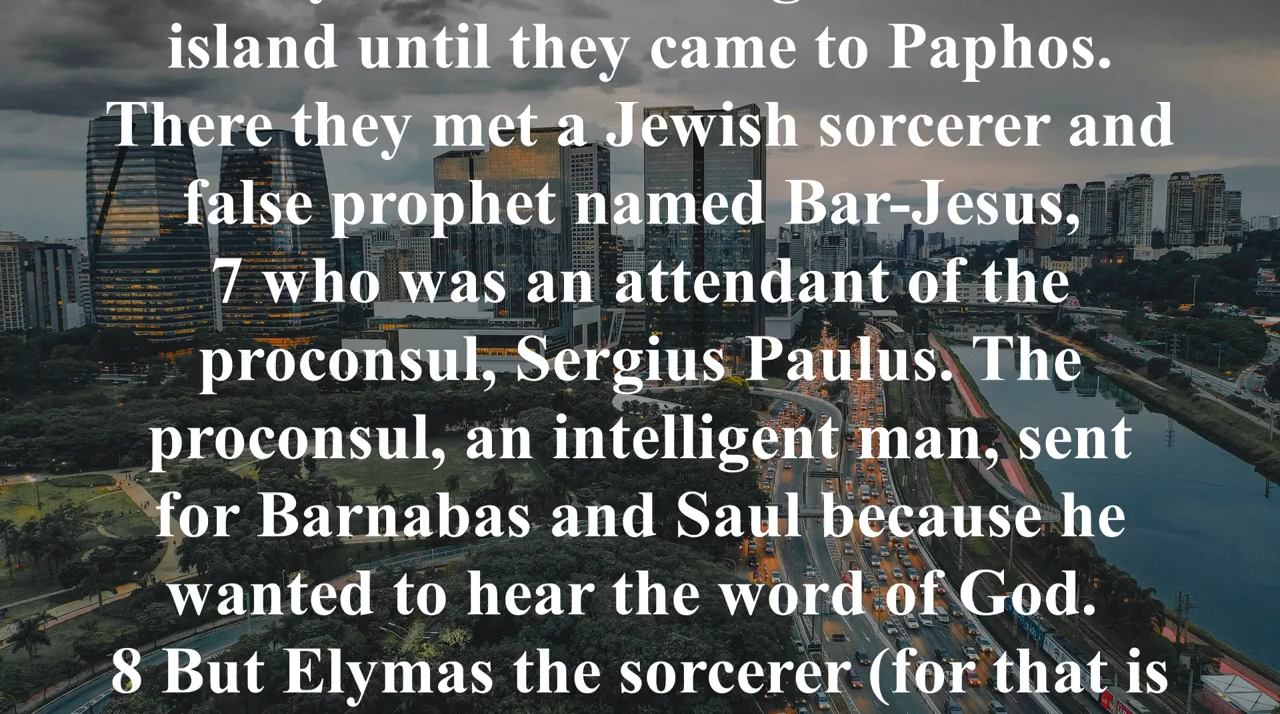 island until they came to Paphos.
There they met a Jewish sorcerer and
false prophet named Bar-Jesus,
7 who was an attendant of the
proconsul, Sergius Paulus. The
proconsul, an intelligent man, sent
for Barnabas and Saul because he
wanted to hear the word of God.
8 But Elymas the sorcerer (for that is